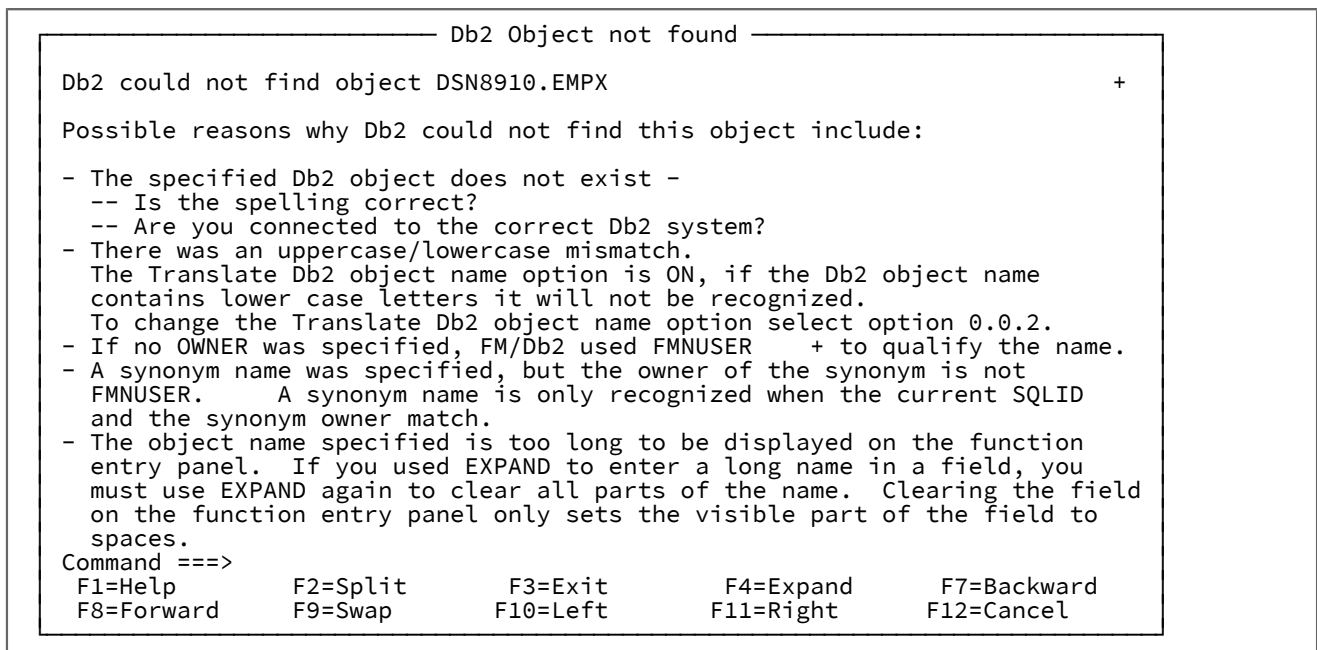 Db2 Object not found
Db2 could not find object DSN8910.EMPX +
Possible reasons why Db2 could not find this object include:
- The specified Db2 object does not exist -
-- Is the spelling correct?
-- Are you connected to the correct Db2 system?
- There was an uppercase/lowercase mismatch.
The Translate Db2 object name option is ON, if the Db2 object name
contains lower case letters it will not be recognized.
To change the Translate Db2 object name option select option 0.0.2.
- If no OWNER was specified, FM/Db2 used FMNUSER + to qualify the name.
- A synonym name was specified, but the owner of the synonym is not
FMNUSER. A synonym name is only recognized when the current SQLID
and the synonym owner match.
- The object name specified is too long to be displayed on the function
entry panel. If you used EXPAND to enter a long name in a field, you
must use EXPAND again to clear all parts of the name. Clearing the field
on the function entry panel only sets the visible part of the field to
spaces.
Command ===>
F1=Help F2=Split F3=Exit F4=Expand F7=Backward
F8=Forward F9=Swap F10=Left F11=Right F12=Cancel